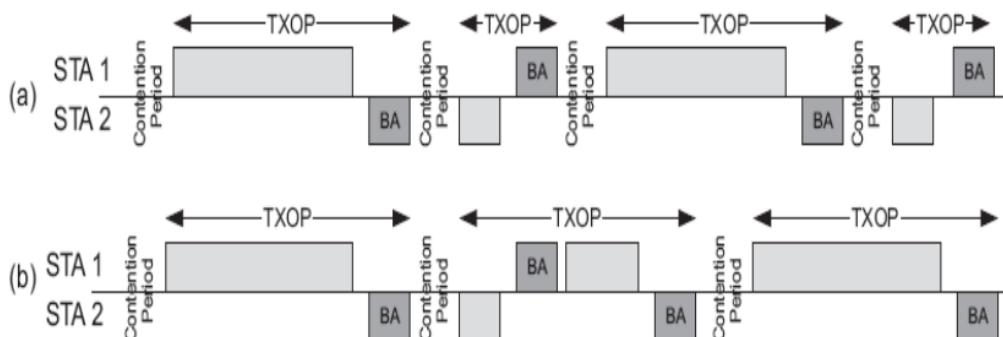 TXOP TXOP TXOP TXOP
STA 1 BA BA
(a)
STA 2 BA BA
Contention Period Contention Period Contention Period Contention Period
TXOP TXOP TXOP
STA 1 BA
(b)
STA 2 BA BA BA
Contention Period Contention Period Contention Period